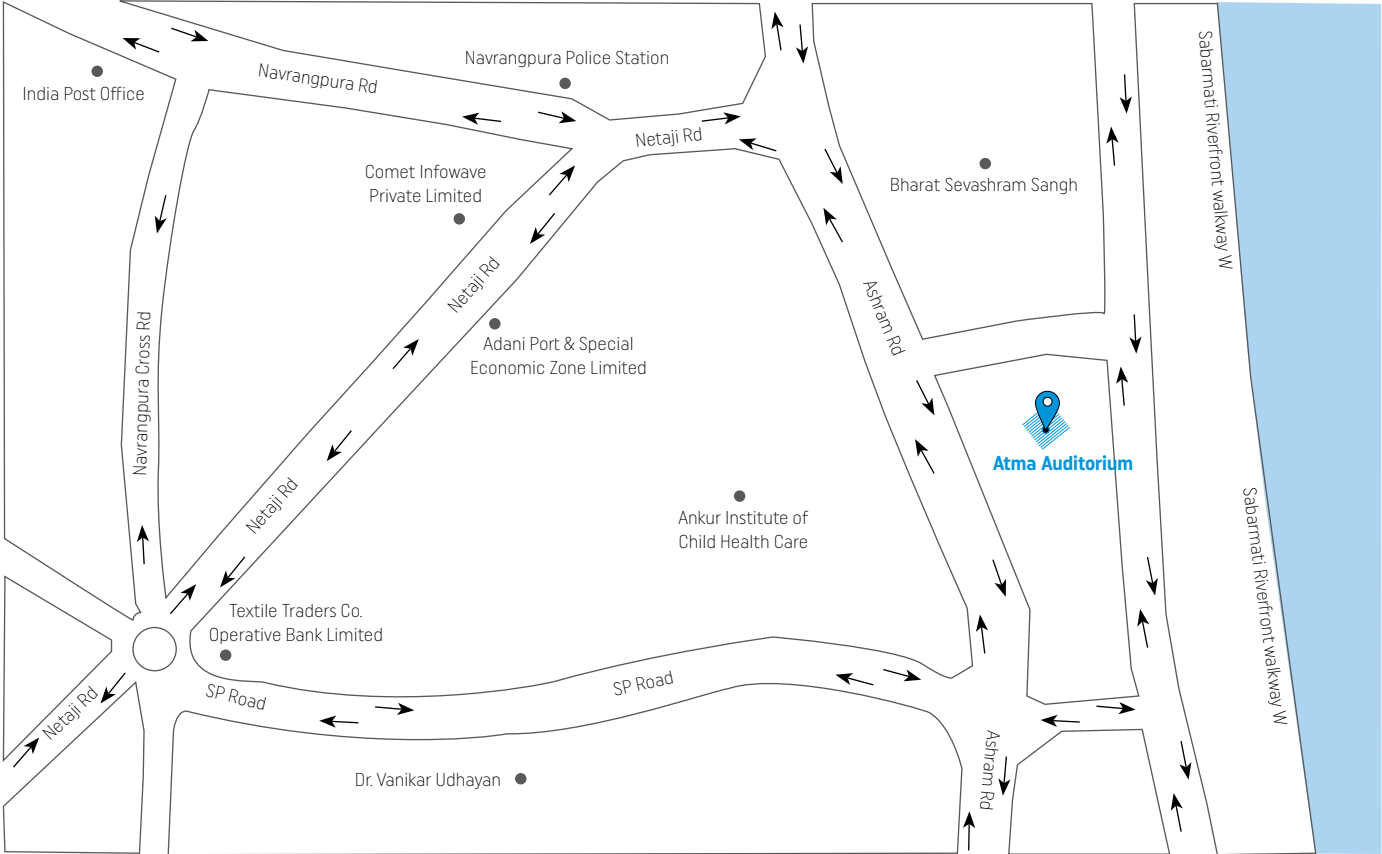 Navrangpura Police Station
Navrangpura Rd
India Post Office
Netaji Rd
Comet Infowave
Private Limited
Bharat Sevashram Sangh
Sabarmati Riverfront walkway W
Netaji Rd
Ashram Rd
Adani Port & Special
Economic Zone Limited
Navrangpura Cross Rd
Atma Auditorium
Netaji Rd
Ankur Institute of
Child Health Care
Sabarmati Riverfront walkway W
Textile Traders Co.
Operative Bank Limited
SP Road
SP Road
Netaji Rd
Ashram Rd
Dr. Vanikar Udhayan